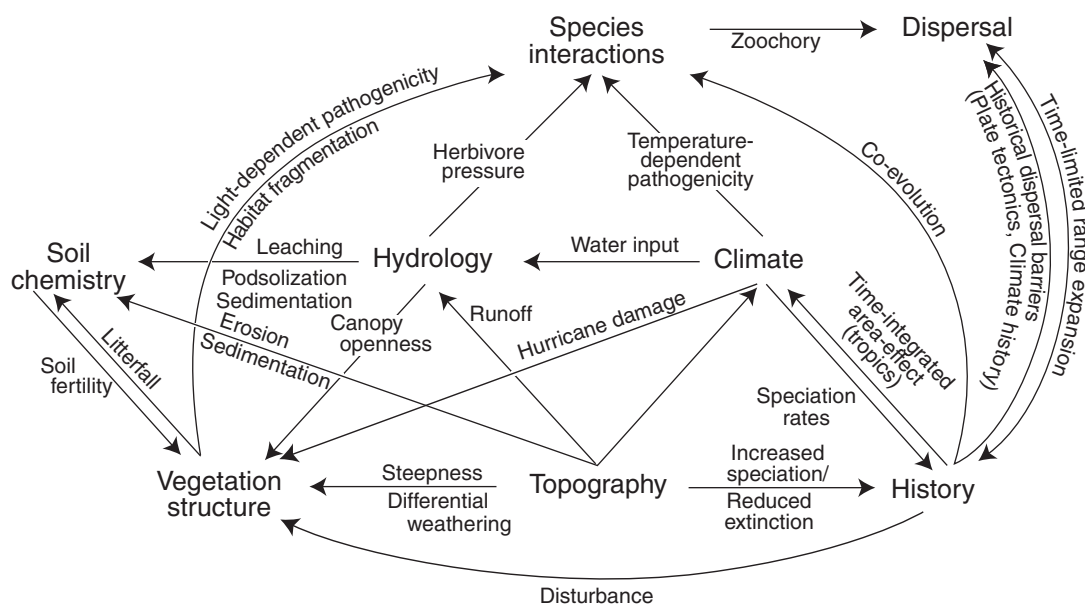 Species
interactions
Zoochory
Dispersal
Light-dependent pathogenicity
Habitat fragmentation
Herbivore
pressure
Temperature-
dependent
pathogenicity
Co-evolution
Historical dispersal barriers
(Plate tectonics, Climate history)
Time-limited range expansion
Soil
chemistry
Leaching
Podsolization
Sedimentation
Hydrology
Water input
Climate
Erosion
Sedimentation
Canopy
openness
Runoff
Hurricane damage
Time-integrated
area-effect
(tropics)
Litterfall
Soil
fertility
Speciation
rates
Vegetation
structure
Steepness
Differential
weathering
Topography
Increased
speciation/
Reduced
extinction
History
Disturbance